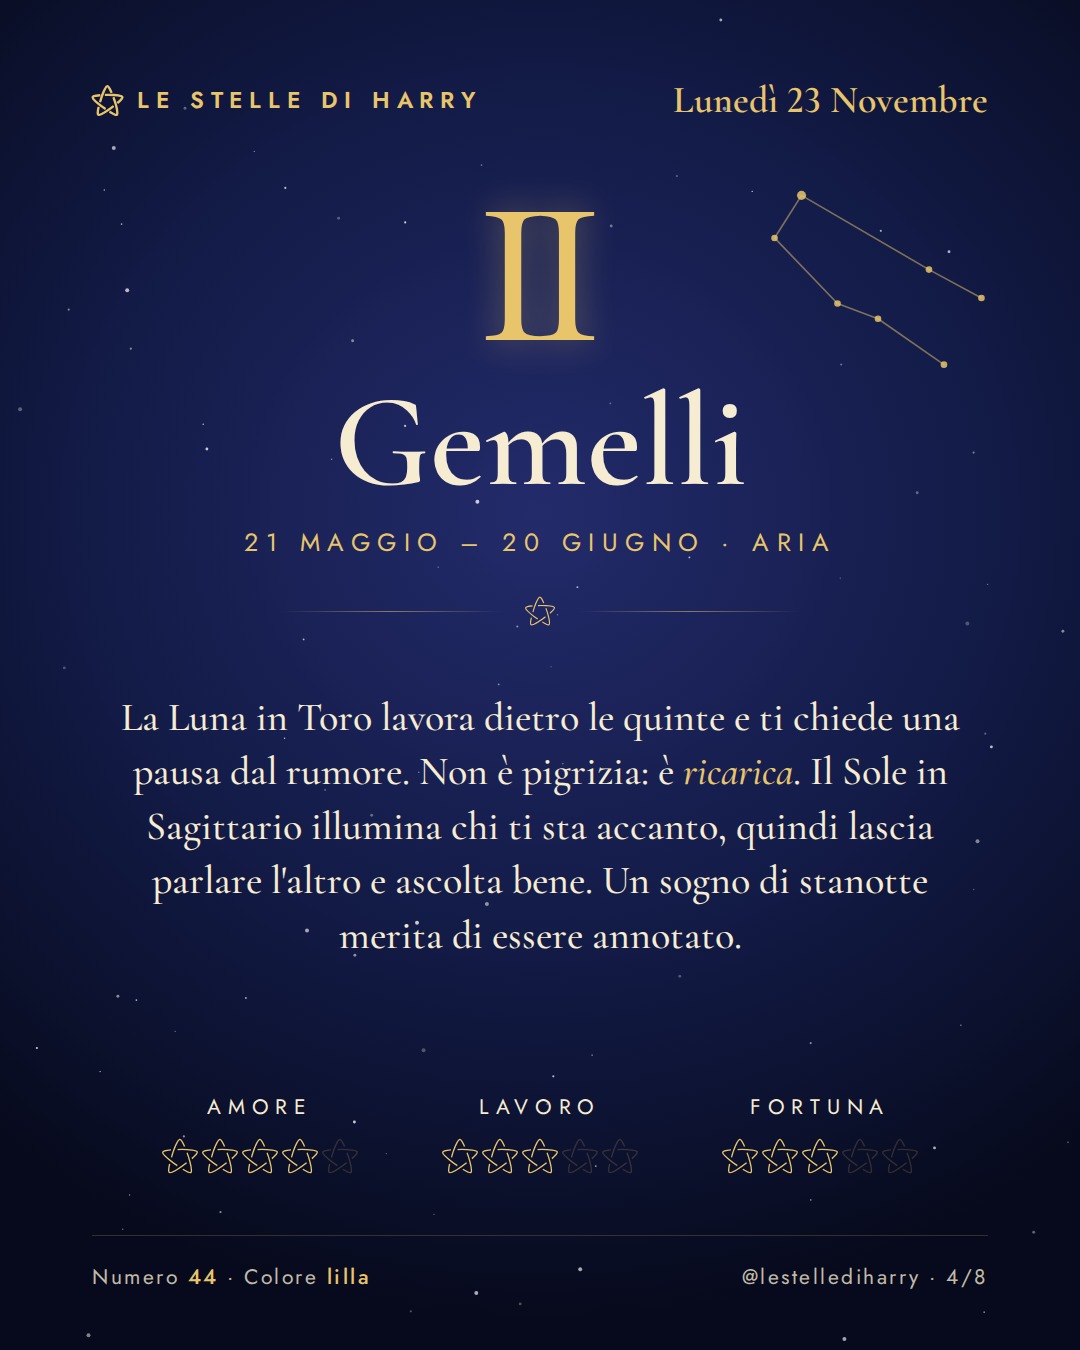 LE STELLE DI HARRY
Lunedì 23 Novembre
II
Gemelli
21 MAGGIO – 20 GIUGNO · ARIA
La Luna in Toro lavora dietro le quinte e ti chiede una
pausa dal rumore. Non è pigrizia: è ricarica. Il Sole in
Sagittario illumina chi ti sta accanto, quindi lascia
parlare l'altro e ascolta bene. Un sogno di stanotte
merita di essere annotato.
AMORE
LAVORO
FORTUNA
Numero 44 · Colore lilla
@lestellediharry · 4/8